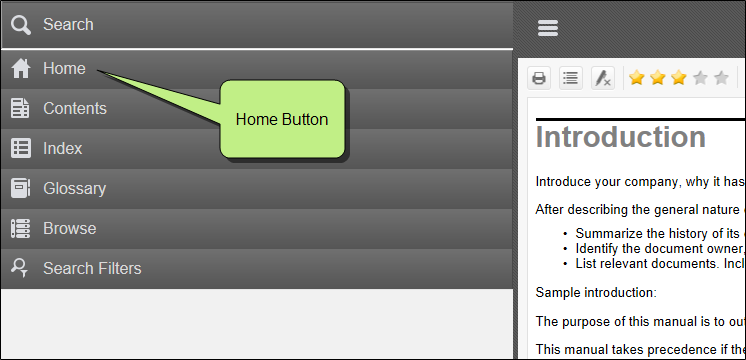 Search
Home
Contents
Index
Glossary
Browse
Search Filters
Home Button
Introduction
Introduce your company, why it has
After describing the general nature
• Summarize the history of its
• Identify the document owner,
• List relevant documents. Incl
Sample introduction:
The purpose of this manual is to out
This manual takes precedence if the